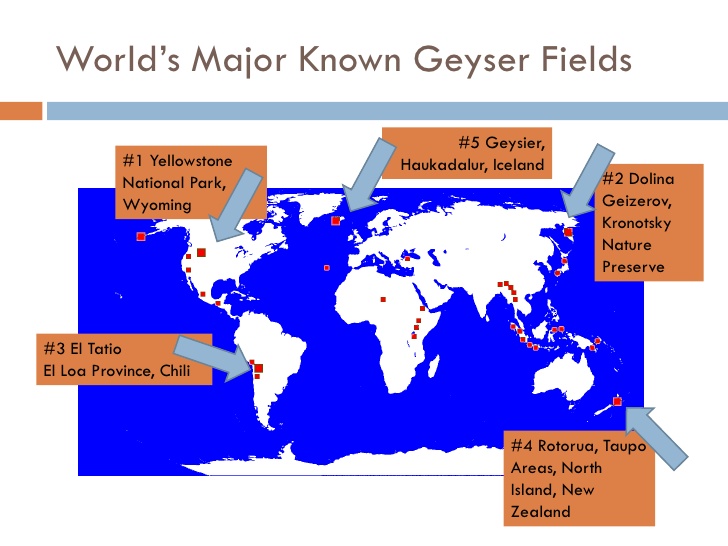 World’s Major Known Geyser Fields
#5 Geysier,
Haukadalur, Iceland
#1 Yellowstone
National Park,
Wyoming
#2 Dolina
Geizerov,
Kronotsky
Nature
Preserve
#3 El Tatio
El Loa Province, Chili
#4 Rotorua, Taupo
Areas, North
Island, New
Zealand